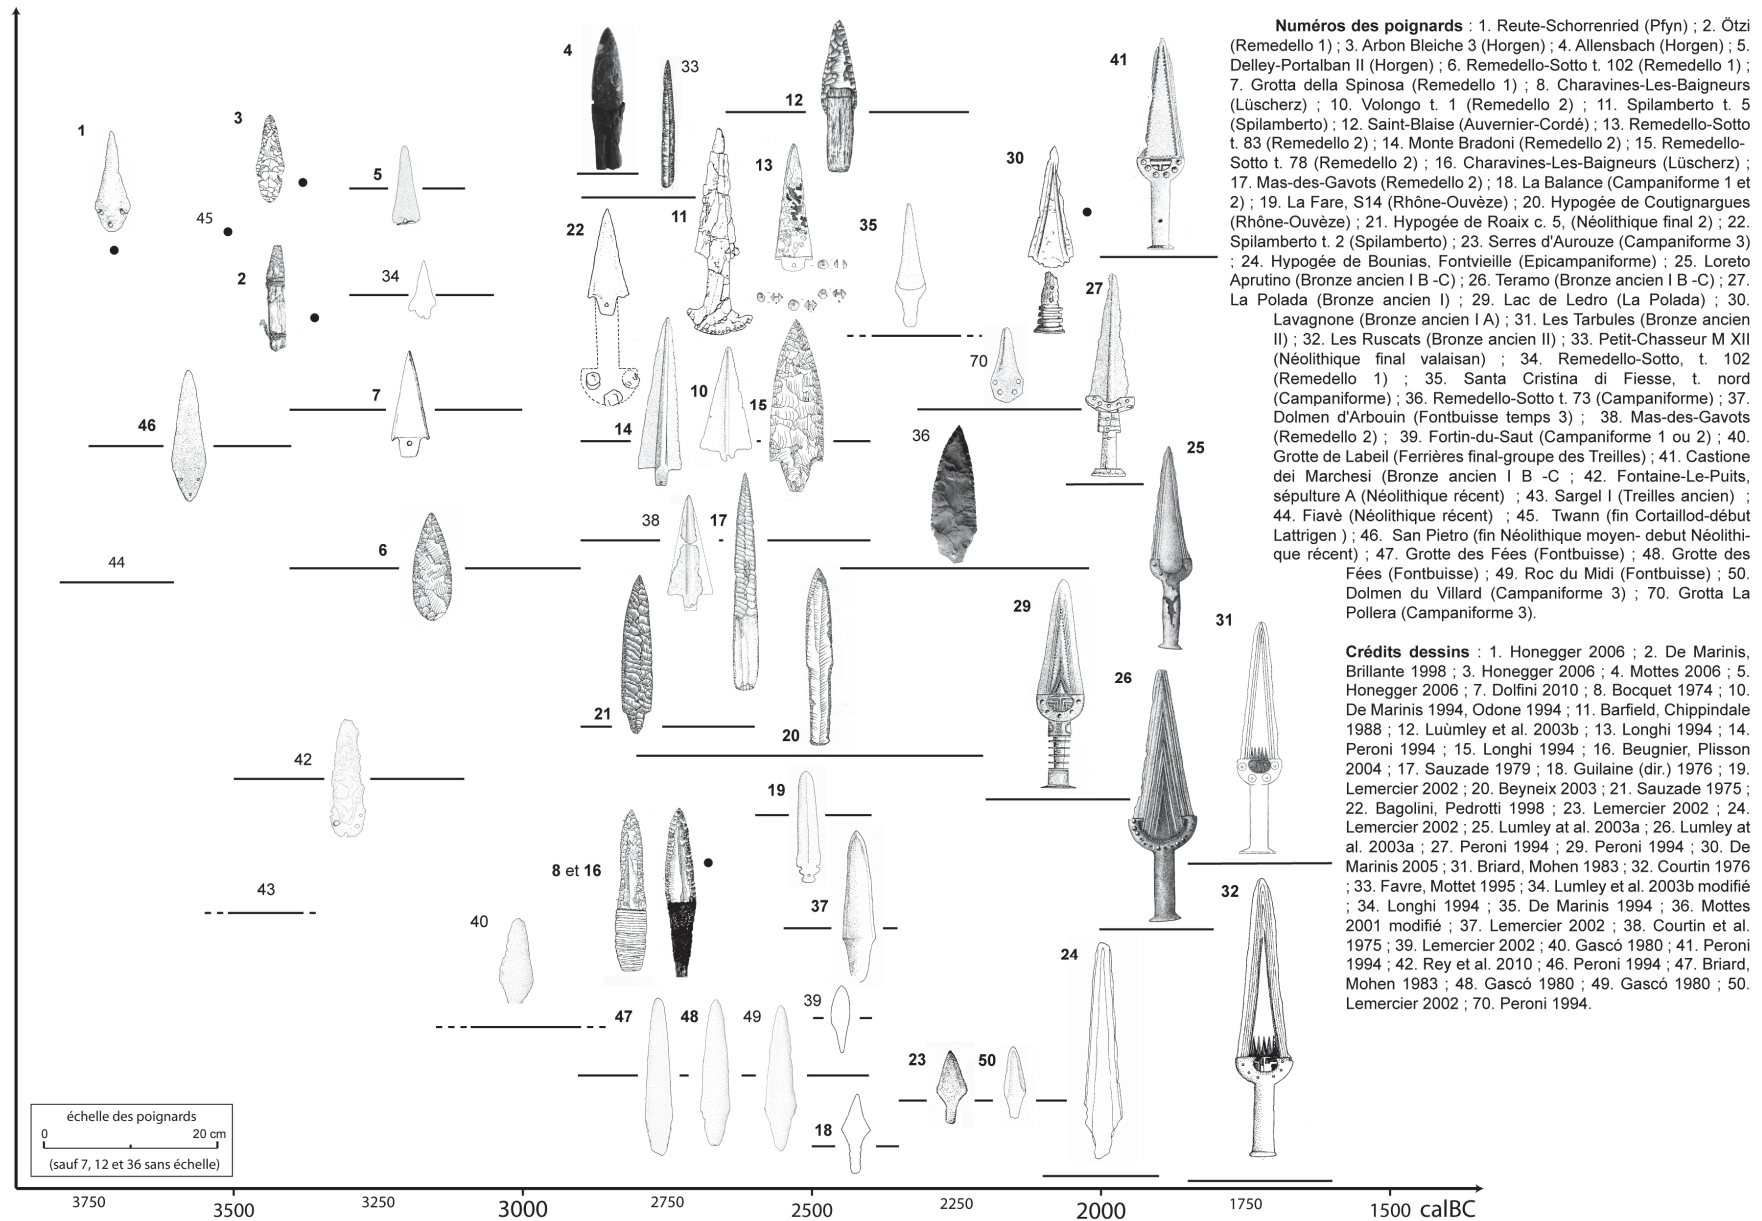 4
33
41
12
1
3
5
30
13
45
11
35
22
34
2
27
70
7
10
15
14
46
36
25
38
17
44
6
29
31
21
26
20
42
19
8 et 16
32
43
37
40
24
39
47
48
49
23
50
18
échelle des poignards
0 20 cm
(sauf 7, 12 et 36 sans échelle)
3750 3500 3250 3000 2750 2500 2250 2000 1750 1500 calBC
Numéros des poignards : 1. Reute-Schorrenried (Pfyn) ; 2. Ötzi
(Remedello 1) ; 3. Arbon Bleiche 3 (Horgen) ; 4. Allensbach (Horgen) ; 5.
Delley-Portalban II (Horgen) ; 6. Remedello-Sotto t. 102 (Remedello 1) ;
7. Grotta della Spinosa (Remedello 1) ; 8. Charavines-Les-Baigneurs
(Lüscherz) ; 10. Volongo t. 1 (Remedello 2) ; 11. Spilamberto t. 5
(Spilamberto) ; 12. Saint-Blaise (Auvernier-Cordé) ; 13. Remedello-Sotto
t. 83 (Remedello 2) ; 14. Monte Bradoni (Remedello 2) ; 15. Remedello-
Sotto t. 78 (Remedello 2) ; 16. Charavines-Les-Baigneurs (Lüscherz) ;
17. Mas-des-Gavots (Remedello 2) ; 18. La Balance (Campaniforme 1 et
2) ; 19. La Fare, S14 (Rhône-Ouvèze) ; 20. Hypogée de Coutignargues
(Rhône-Ouvèze) ; 21. Hypogée de Roaix c. 5, (Néolithique final 2) ; 22.
Spilamberto t. 2 (Spilamberto) ; 23. Serres d'Aurouze (Campaniforme 3)
; 24. Hypogée de Bounias, Fontvieille (Epicampaniforme) ; 25. Loreto
Aprutino (Bronze ancien I B -C) ; 26. Teramo (Bronze ancien I B -C) ; 27.
La Polada (Bronze ancien I) ; 29. Lac de Ledro (La Polada) ; 30.
Lavagnone (Bronze ancien I A) ; 31. Les Tarbules (Bronze ancien
II) ; 32. Les Ruscats (Bronze ancien II) ; 33. Petit-Chasseur M XII
(Néolithique final valaisan) ; 34. Remedello-Sotto, t. 102
(Remedello 1) ; 35. Santa Cristina di Fiesse, t. nord
(Campaniforme) ; 36. Remedello-Sotto t. 73 (Campaniforme) ; 37.
Dolmen d'Arbouin (Fontbuisse temps 3) ; 38. Mas-des-Gavots
(Remedello 2) ; 39. Fortin-du-Saut (Campaniforme 1 ou 2) ; 40.
Grotte de Labeil (Ferrières final-groupe des Treilles) ; 41. Castione
dei Marchesi (Bronze ancien I B -C ; 42. Fontaine-Le-Puits,
sépulture A (Néolithique récent) ; 43. Sargel I (Treilles ancien) ;
44. Fiavè (Néolithique récent) ; 45. Twann (fin Cortaillod-début
Lattrigen ) ; 46. San Pietro (fin Néolithique moyen- debut Néolithi-
que récent) ; 47. Grotte des Fées (Fontbuisse) ; 48. Grotte des
Fées (Fontbuisse) ; 49. Roc du Midi (Fontbuisse) ; 50.
Dolmen du Villard (Campaniforme 3) ; 70. Grotta La
Pollera (Campaniforme 3).
Crédits dessins : 1. Honegger 2006 ; 2. De Marinis,
Brillante 1998 ; 3. Honegger 2006 ; 4. Mottes 2006 ; 5.
Honegger 2006 ; 7. Dolfini 2010 ; 8. Bocquet 1974 ; 10.
De Marinis 1994, Odone 1994 ; 11. Barfield, Chippindale
1988 ; 12. Luùmley et al. 2003b ; 13. Longhi 1994 ; 14.
Peroni 1994 ; 15. Longhi 1994 ; 16. Beugnier, Plisson
2004 ; 17. Sauzade 1979 ; 18. Guilaine (dir.) 1976 ; 19.
Lemercier 2002 ; 20. Beyneix 2003 ; 21. Sauzade 1975 ;
22. Bagolini, Pedrotti 1998 ; 23. Lemercier 2002 ; 24.
Lemercier 2002 ; 25. Lumley at al. 2003a ; 26. Lumley at
al. 2003a ; 27. Peroni 1994 ; 29. Peroni 1994 ; 30. De
Marinis 2005 ; 31. Briard, Mohen 1983 ; 32. Courtin 1976
; 33. Favre, Mottet 1995 ; 34. Lumley et al. 2003b modifié
; 34. Longhi 1994 ; 35. De Marinis 1994 ; 36. Mottes
2001 modifié ; 37. Lemercier 2002 ; 38. Courtin et al.
1975 ; 39. Lemercier 2002 ; 40. Gascó 1980 ; 41. Peroni
1994 ; 42. Rey et al. 2010 ; 46. Peroni 1994 ; 47. Briard,
Mohen 1983 ; 48. Gascó 1980 ; 49. Gascó 1980 ; 50.
Lemercier 2002 ; 70. Peroni 1994.